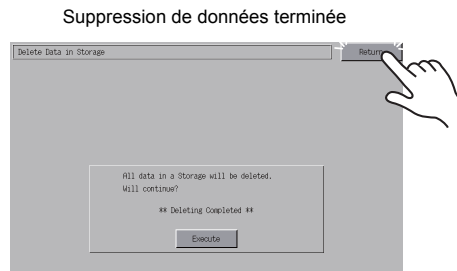 Suppression de données terminée
Delete Data in Storage
Return
All data in a Storage will be deleted.
Will continue?
** Deleting Completed **
Execute